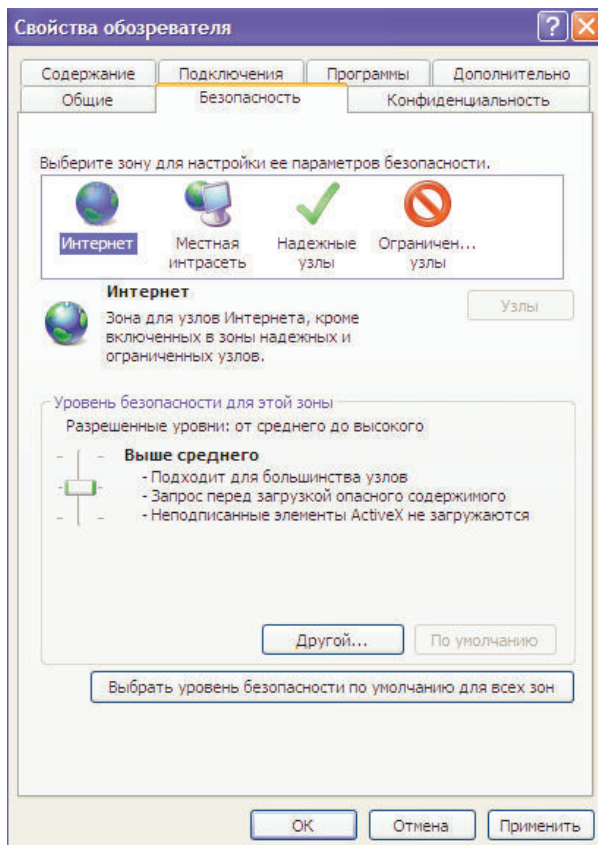 Свойства обозревателя
Содержание Подключения Программы Дополнительно
Общие Безопасность Конфиденциальность
Выберите зону для настройки ее параметров безопасности.
Интернет Местная интрасеть Надежные узлы Ограничен... узлы
Интернет
Узлы
Зона для узлов Интернета, кроме
включенных в зоны надежных и
ограниченных узлов.
Уровень безопасности для этой зоны
Разрешенные уровни: от среднего до высокого
Выше среднего
- Подходит для большинства узлов
- Запрос перед загрузкой опасного содержимого
- Неподписанные элементы ActiveX не загружаются
Другой... По умолчанию
Выбрать уровень безопасности по умолчанию для всех зон
ОК Отмена Применить